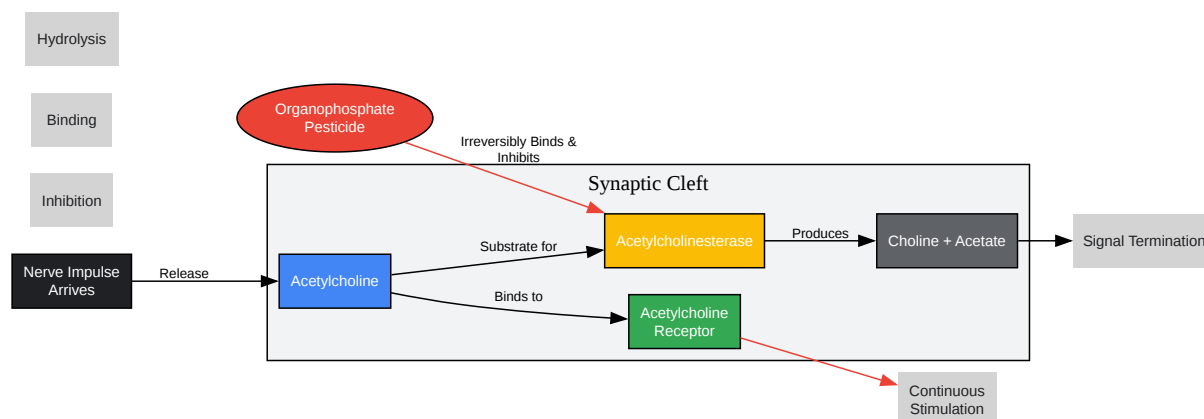 Hydrolysis
Binding
Inhibition
Nerve Impulse
Arrives
Release
Organophosphate
Pesticide
Irreversibly Binds &
Inhibits
Synaptic Cleft
Acetylcholine
Substrate for
Acetylcholinesterase
Produces
Choline + Acetate
Signal Termination
Binds to
Acetylcholine
Receptor
Continuous
Stimulation